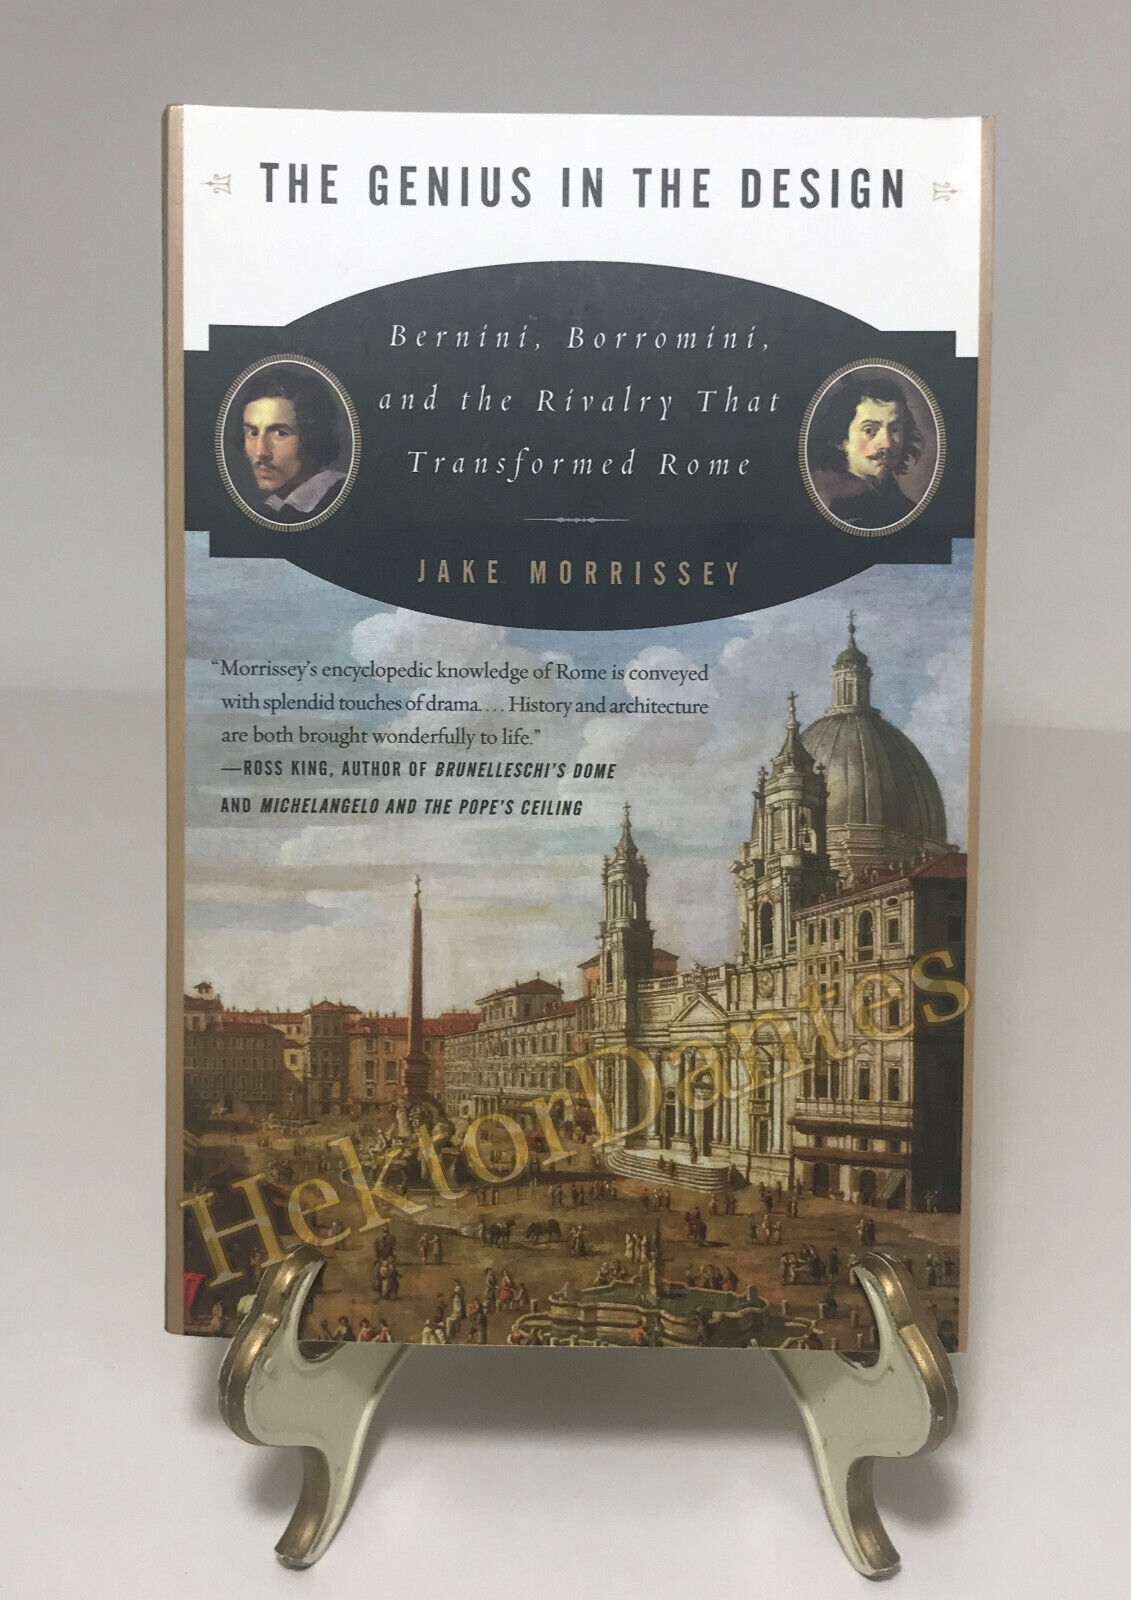 THE GENIUS IN THE DESIGN
Bernini, Borromini,
and the Rivalry That
Transformed Rome
JAKE MORRISSEY
“Morrissey’s encyclopedic knowledge of Rome is conveyed
with splendid touches of drama.... History and architecture
are both brought wonderfully to life.”
—ROSS KING, AUTHOR OF BRUNELLESCHI’S DOME
AND MICHELANGELO AND THE POPE’S CEILING
HektorDantes